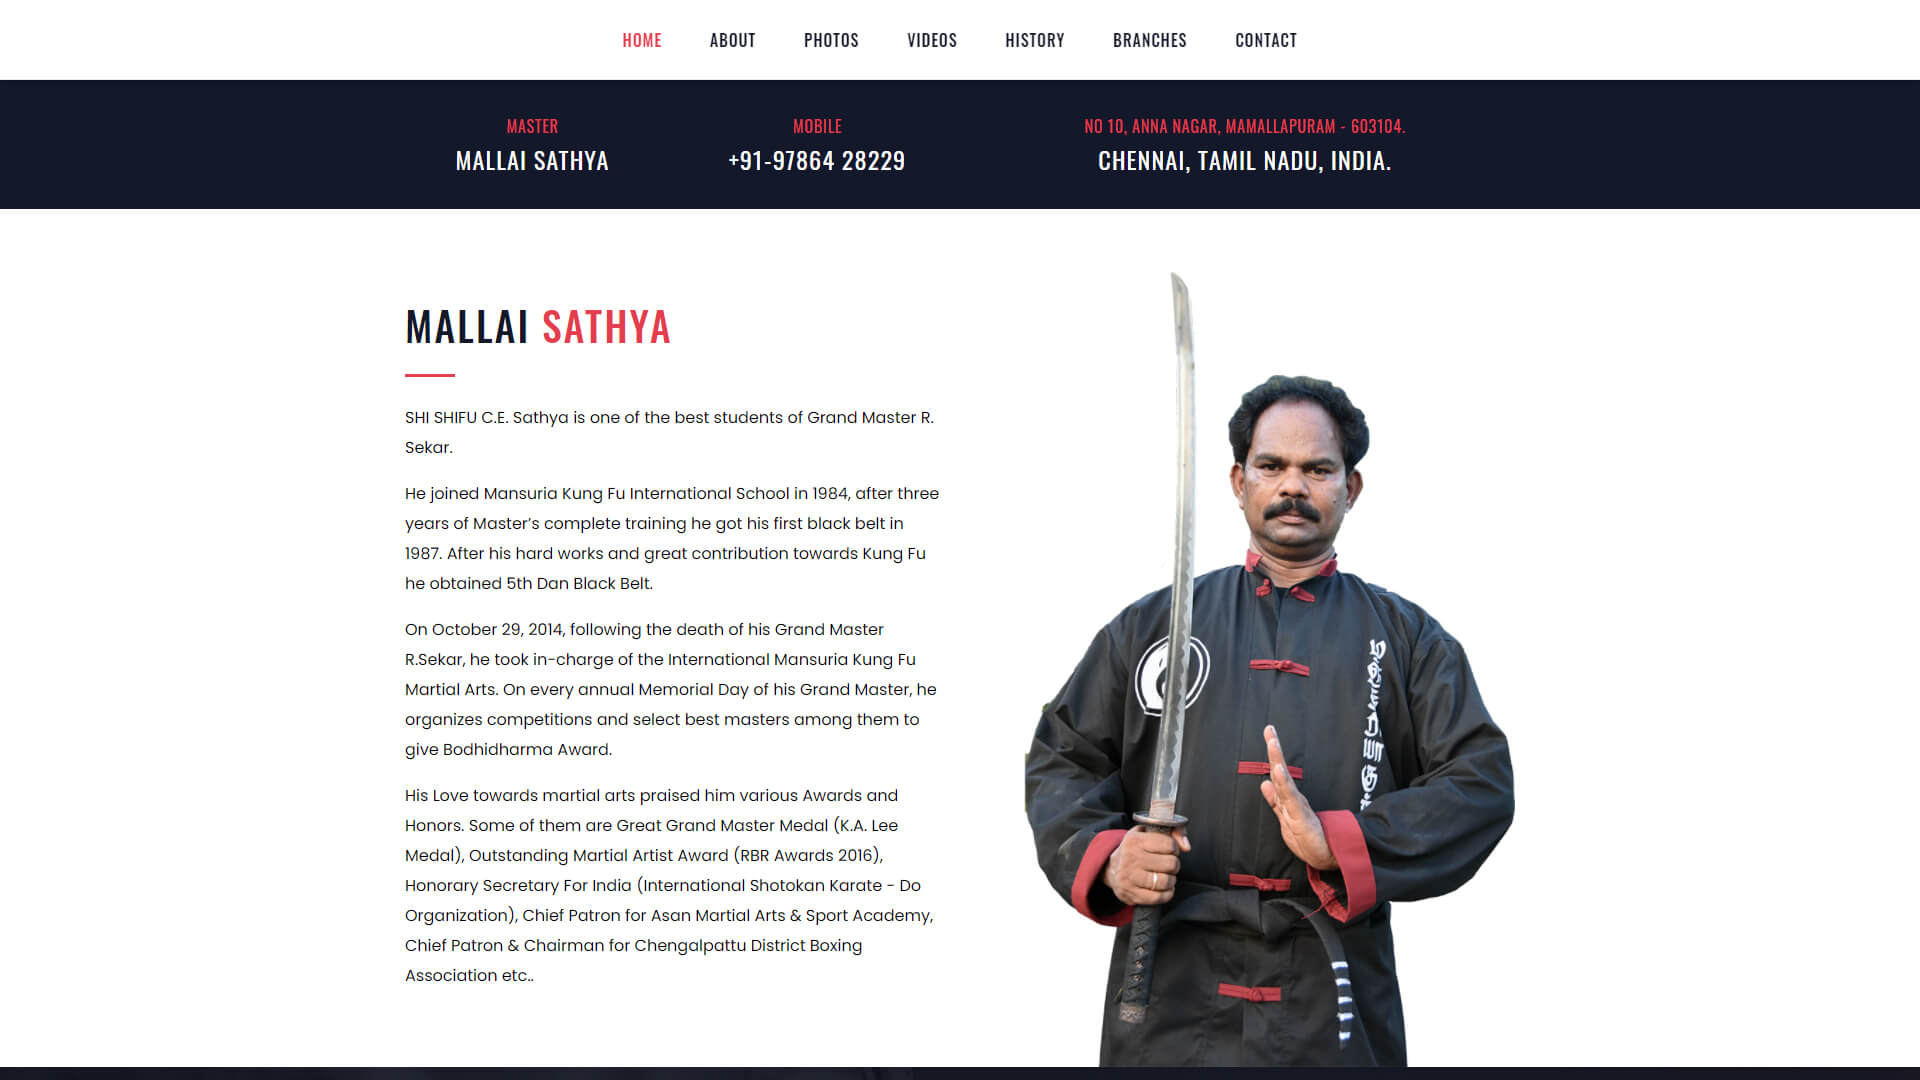 HOME ABOUT PHOTOS VIDEOS HISTORY BRANCHES CONTACT
MASTER
MALLAI SATHYA
MOBILE
+91-97864 28229
NO 10, ANNA NAGAR, MAMALLAPURAM - 603104.
CHENNAI, TAMIL NADU, INDIA.
MALLAI SATHYA
SHI SHIFU C.E. Sathya is one of the best students of Grand Master R.
Sekar.
He joined Mansuria Kung Fu International School in 1984, after three
years of Master’s complete training he got his first black belt in
1987. After his hard works and great contribution towards Kung Fu
he obtained 5th Dan Black Belt.
On October 29, 2014, following the death of his Grand Master
R.Sekar, he took in-charge of the International Mansuria Kung Fu
Martial Arts. On every annual Memorial Day of his Grand Master, he
organizes competitions and select best masters among them to
give Bodhidharma Award.
His Love towards martial arts praised him various Awards and
Honors. Some of them are Great Grand Master Medal (K.A. Lee
Medal), Outstanding Martial Artist Award (RBR Awards 2016),
Honorary Secretary For India (International Shotokan Karate - Do
Organization), Chief Patron for Asan Martial Arts & Sport Academy,
Chief Patron & Chairman for Chengalpattu District Boxing
Association etc..